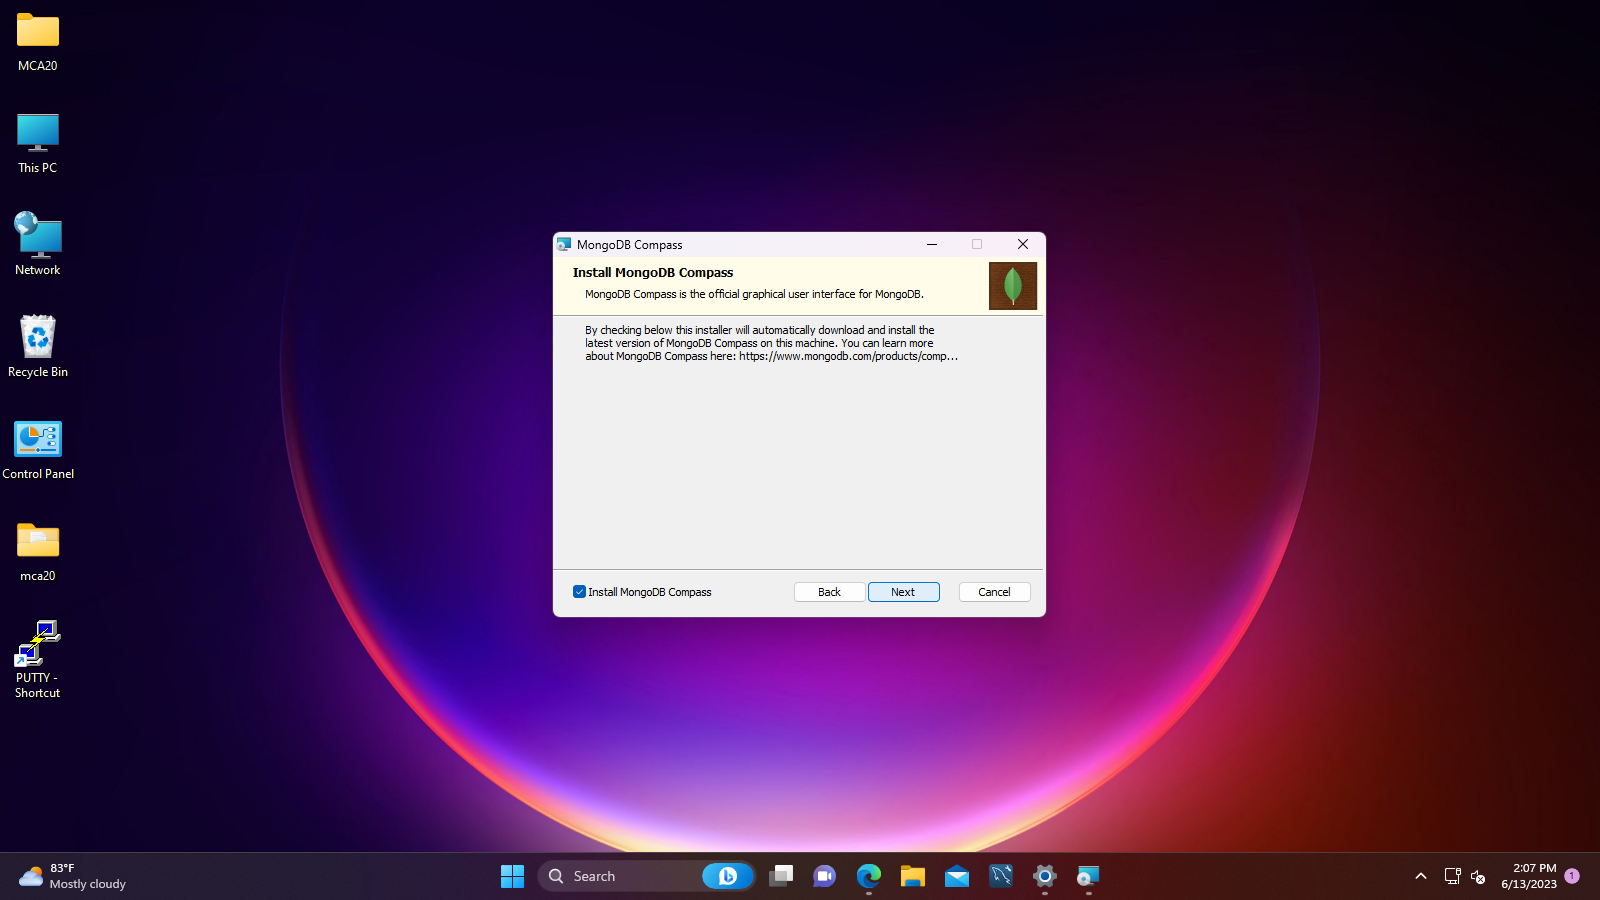 MCA20
This PC
Network
Recycle Bin
Control Panel
mca20
PUTTY -
Shortcut
MongoDB Compass
Install MongoDB Compass
MongoDB Compass is the official graphical user interface for MongoDB.
By checking below this installer will automatically download and install the
latest version of MongoDB Compass on this machine. You can learn more
about MongoDB Compass here: https://www.mongodb.com/products/comp...
Install MongoDB Compass
Back
Next
Cancel
83°F
Mostly cloudy
Search
2:07 PM
6/13/2023
1